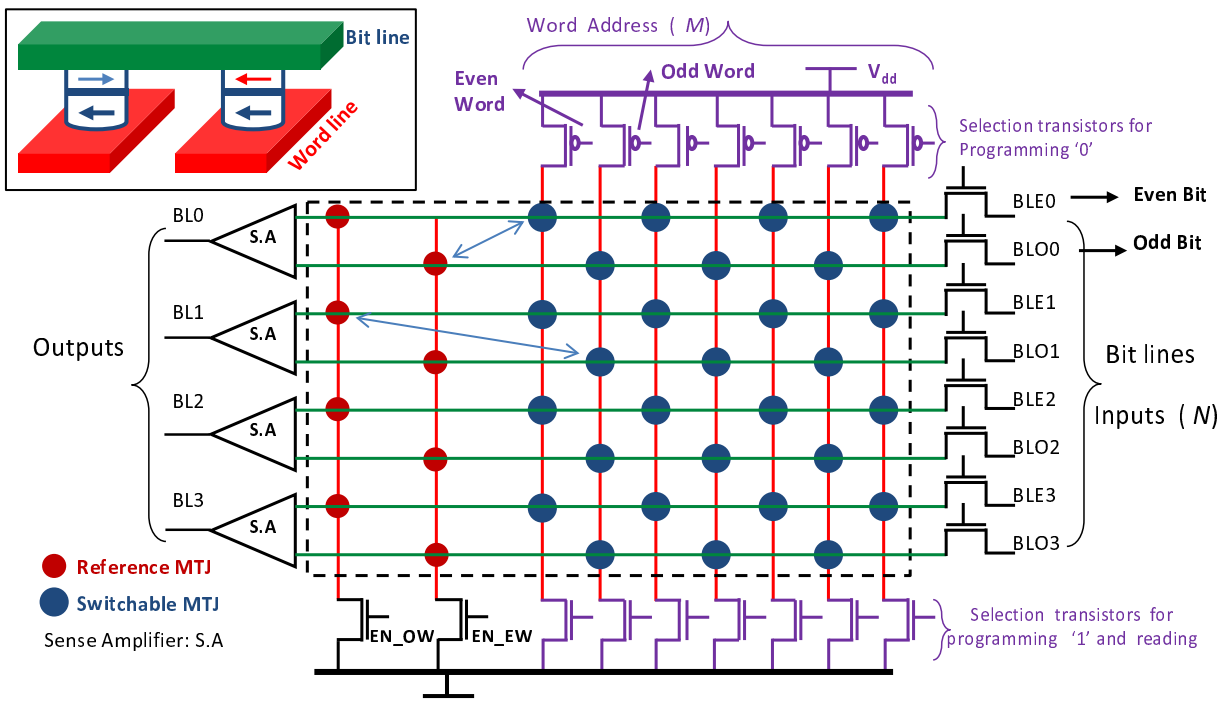 Bit line
Word line
Word Address ( M)
Even
Word
Odd Word
Vdd
Selection transistors for
Programming ‘0’
BL0
S.A
BL1
S.A
BL2
S.A
BL3
S.A
Outputs
BLE0
Even Bit
BLO0
Odd Bit
BLE1
BLO1
BLE2
BLO2
BLE3
BLO3
Bit lines
Inputs ( N)
Reference MTJ
Switchable MTJ
Sense Amplifier: S.A
EN_OW
EN_EW
Selection transistors for
programming ‘1’ and reading